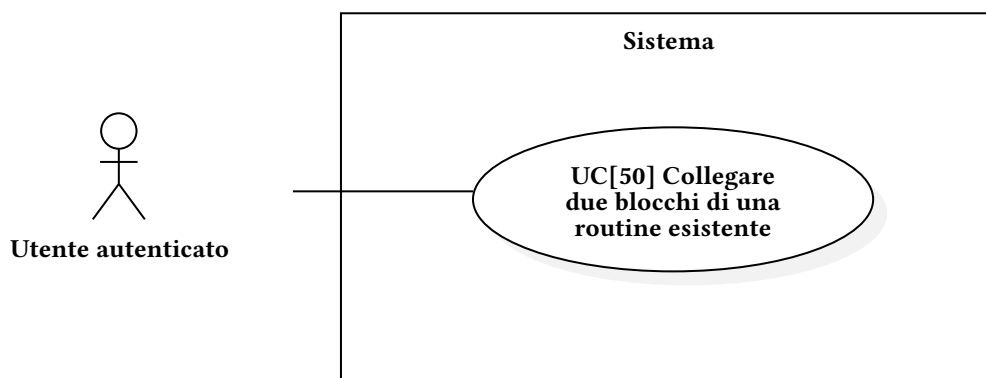 Sistema
UC[50] Collegare
due blocchi di una
routine esistente
Utente autenticato